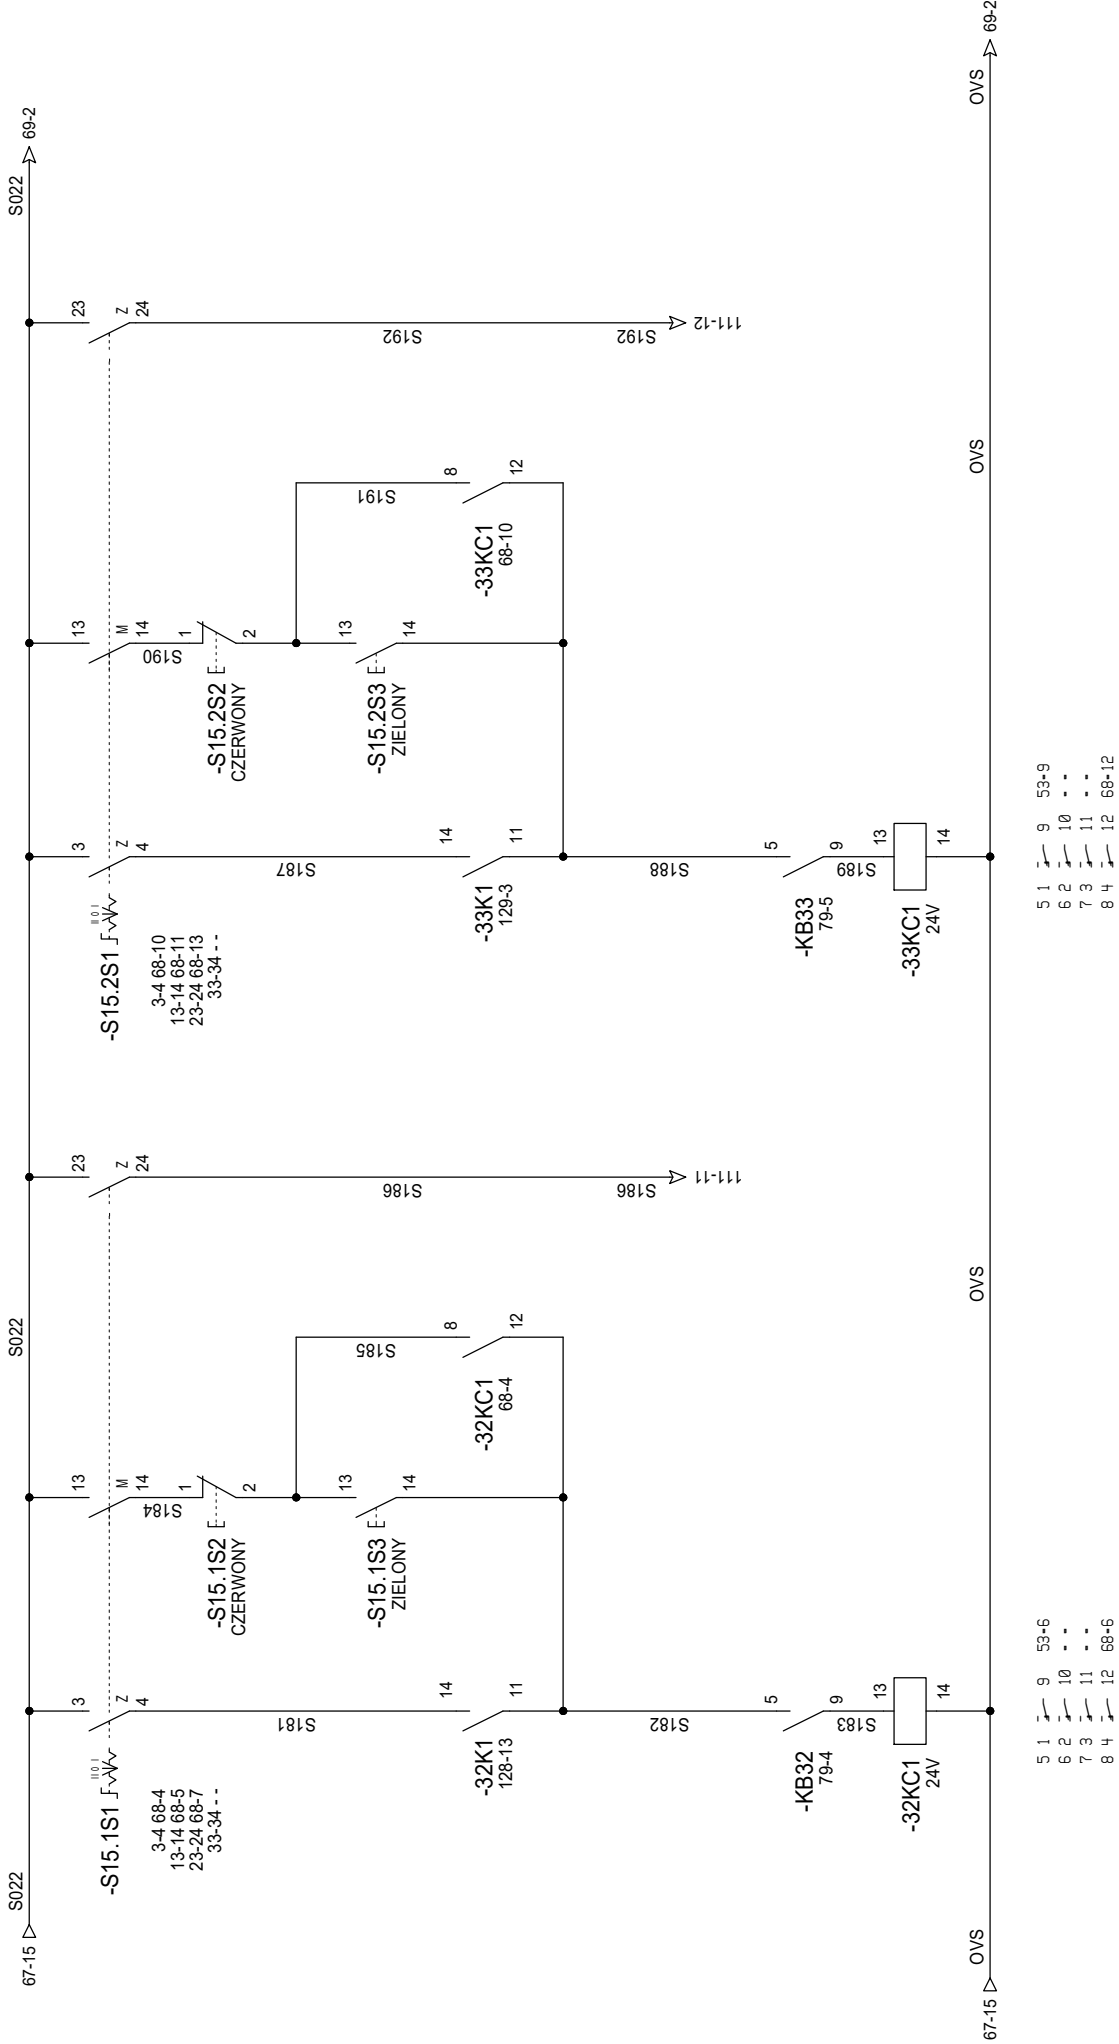 67-15
S022
S022
S022
69-2
-S15.1S1
II 0 I
3-4 68-4
13-14 68-5
23-24 68-7
33-34 - -
3
Z
4
13
M
14
23
Z
24
S184
1
2
-S15.1S2
CZERWONY
S181
S185
S186
13
14
-S15.1S3
ZIELONY
14
11
-32K1
128-13
8
12
-32KC1
68-4
S186
111-11
S182
5
9
-KB32
79-4
S183
13
14
-32KC1
24V
-S15.2S1
II 0 I
3-4 68-10
13-14 68-11
23-24 68-13
33-34 - -
3
Z
4
13
M
14
23
Z
24
S190
1
2
-S15.2S2
CZERWONY
S187
S191
S192
13
14
-S15.2S3
ZIELONY
14
11
-33K1
129-3
8
12
-33KC1
68-10
S192
111-12
S188
5
9
-KB33
79-5
S189
13
14
-33KC1
24V
67-15
OVS
OVS
OVS
OVS
69-2
5 1 9 53-6
6 2 10 - -
7 3 11 - -
8 4 12 68-6
5 1 9 53-9
6 2 10 - -
7 3 11 - -
8 4 12 68-12